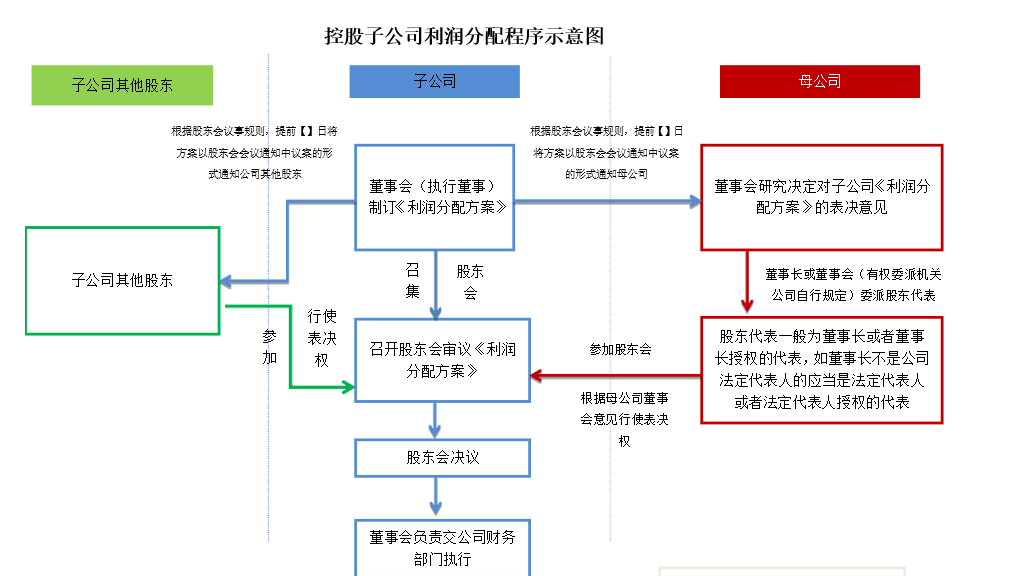 控股子公司利润分配程序示意图
子公司其他股东
子公司
母公司
根据股东会议事规则，提前【】日将
方案以股东会会议通知中议案的形
式通知公司其他股东
根据股东会议事规则，提前【】日
将方案以股东会会议通知中议案
的形式通知母公司
董事会（执行董事）
制订《利润分配方案》
董事会研究决定对子公司《利润分
配方案》的表决意见
子公司其他股东
召
集
股东
会
董事长或董事会（有权委派机关
公司自行规定）委派股东代表
参
加
行使
表决
权
召开股东会审议《利润
分配方案》
参加股东会
根据母公司董事
会意见行使表决
权
股东代表一般为董事长或者董事
长授权的代表，如董事长不是公司
法定代表人的应当是法定代表人
或者法定代表人授权的代表
股东会决议
董事会负责交公司财务
部门执行